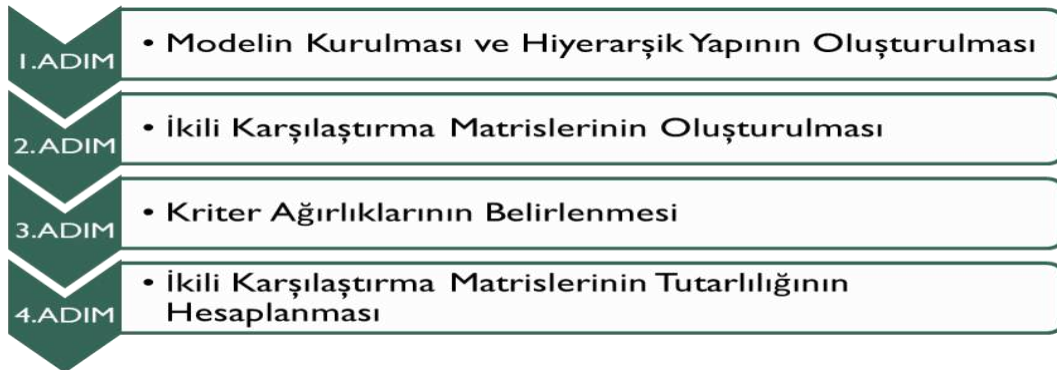 1.ADIM
• Modelin Kurulması ve Hiyerarşik Yapının Oluşturulması
2.ADIM
• İkili Karşılaştırma Matrislerinin Oluşturulması
3.ADIM
• Kriter Ağırlıklarının Belirlenmesi
4.ADIM
• İkili Karşılaştırma Matrislerinin Tutarlılığının
Hesaplanması